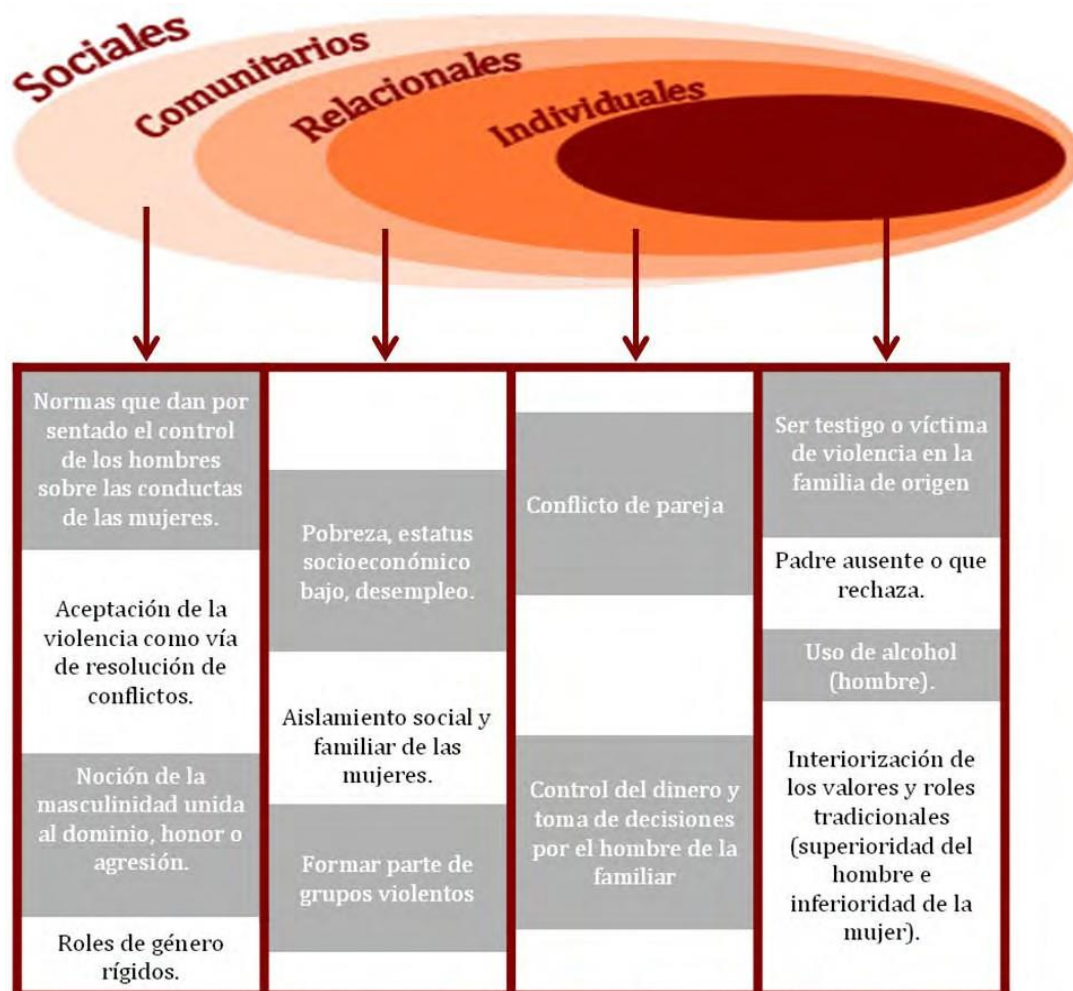 Sociales
Comunitarios
Relacionales
Individuales
Normas que dan por
sentado el control
de los hombres
sobre las conductas
de las mujeres.
Aceptación de la
violencia como vía
de resolución de
conflictos.
Noción de la
masculinidad unida
al dominio, honor o
agresión.
Roles de género
rígidos.
Pobreza, estatus
socioeconómico
bajo, desempleo.
Aislamiento social y
familiar de las
mujeres.
Formar parte de
grupos violentos
Conflicto de pareja
Control del dinero y
toma de decisiones
por el hombre de la
familiar
Ser testigo o víctima
de violencia en la
familia de origen
Padre ausente o que
rechaza.
Uso de alcohol
(hombre).
Interiorización de
los valores y roles
tradicionales
(superioridad del
hombre e
inferioridad de la
mujer).